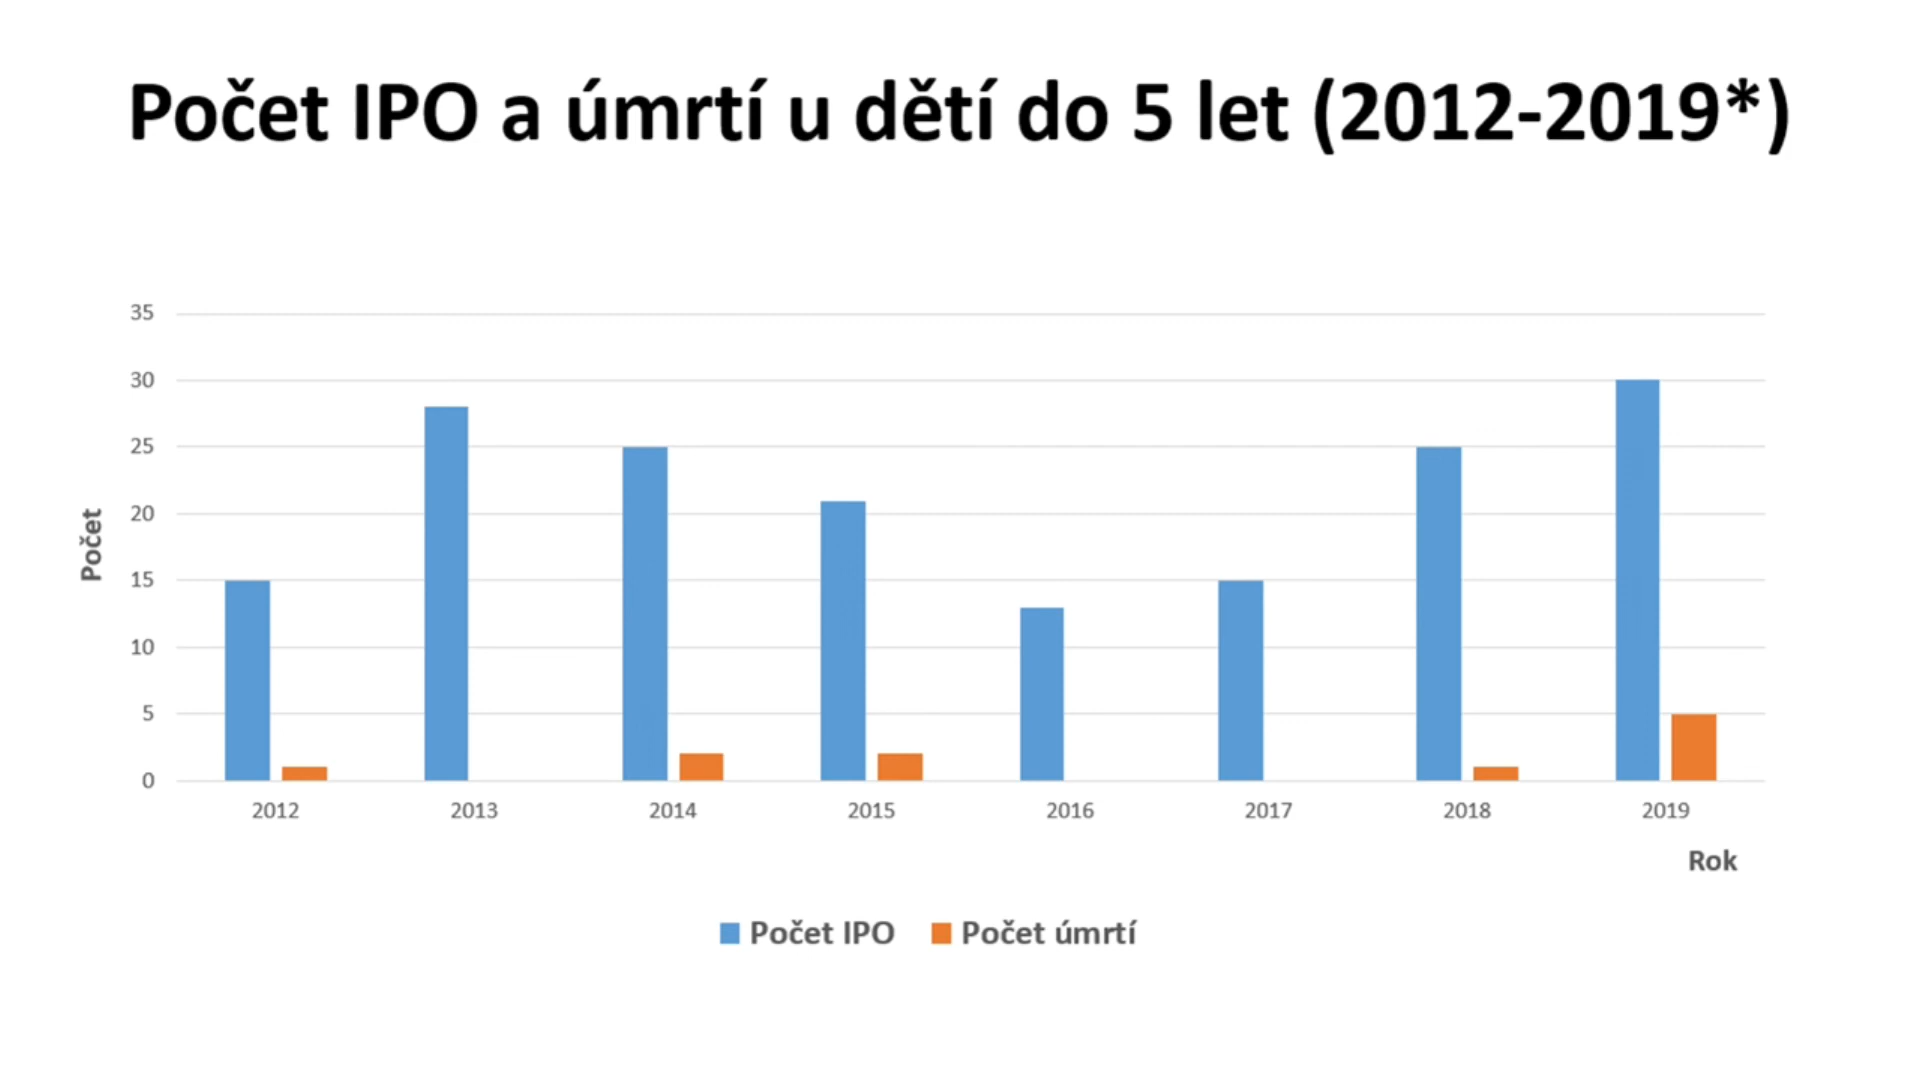 Počet IPO a úmrtí u dětí do 5 let (2012-2019*)
35
30
25
20
15
10
5
0
Počet
2012 2013 2014 2015 2016 2017 2018 2019
Rok
Počet IPO Počet úmrtí